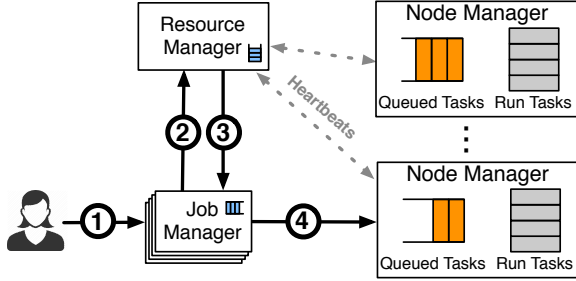 Resource
Manager
Node Manager
Queued Tasks Run Tasks
Heartbeats
2
3
1
Job
Manager
4
Node Manager
Queued Tasks Run Tasks